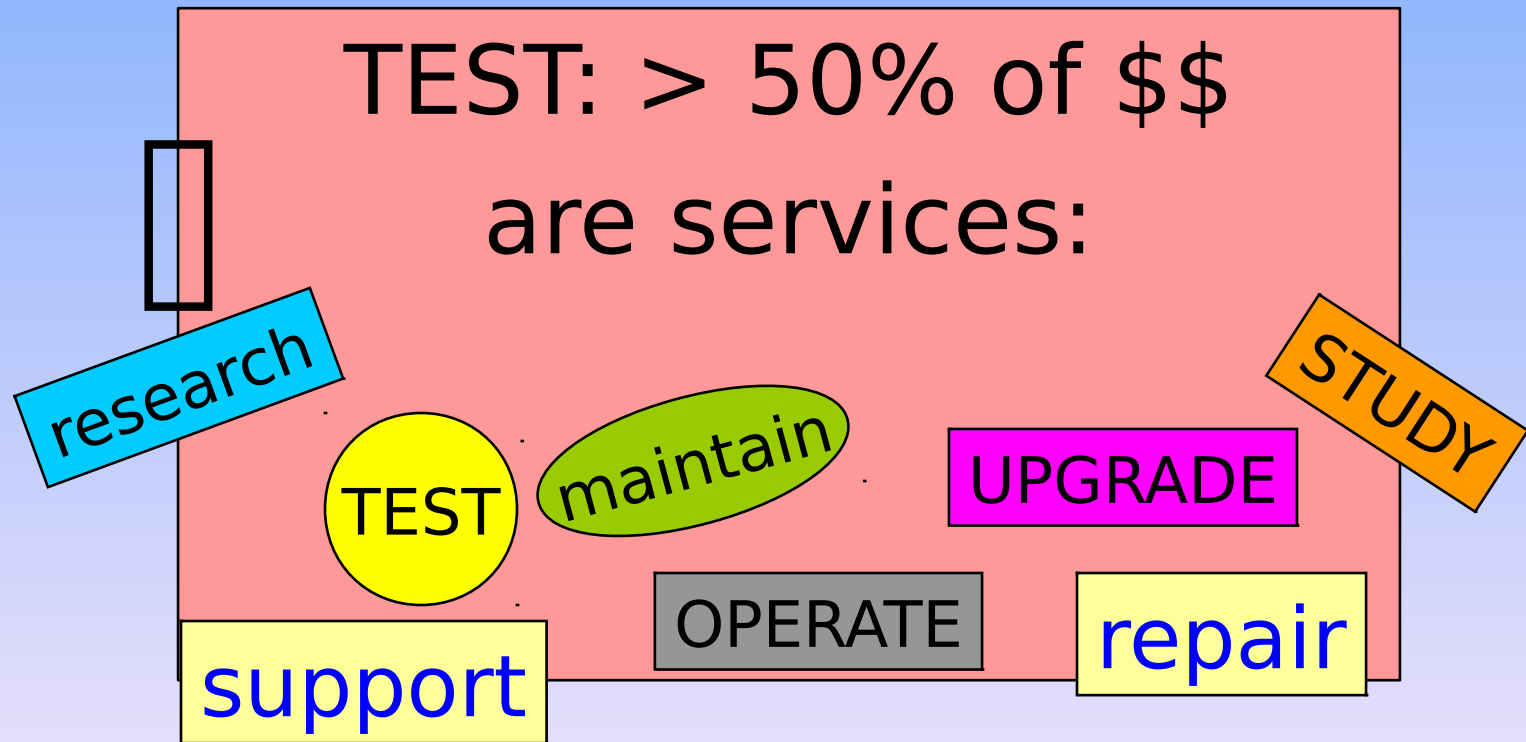 TEST: > 50% of $$
are services:
research
STUDY
TEST
maintain
UPGRADE
OPERATE
repair
support